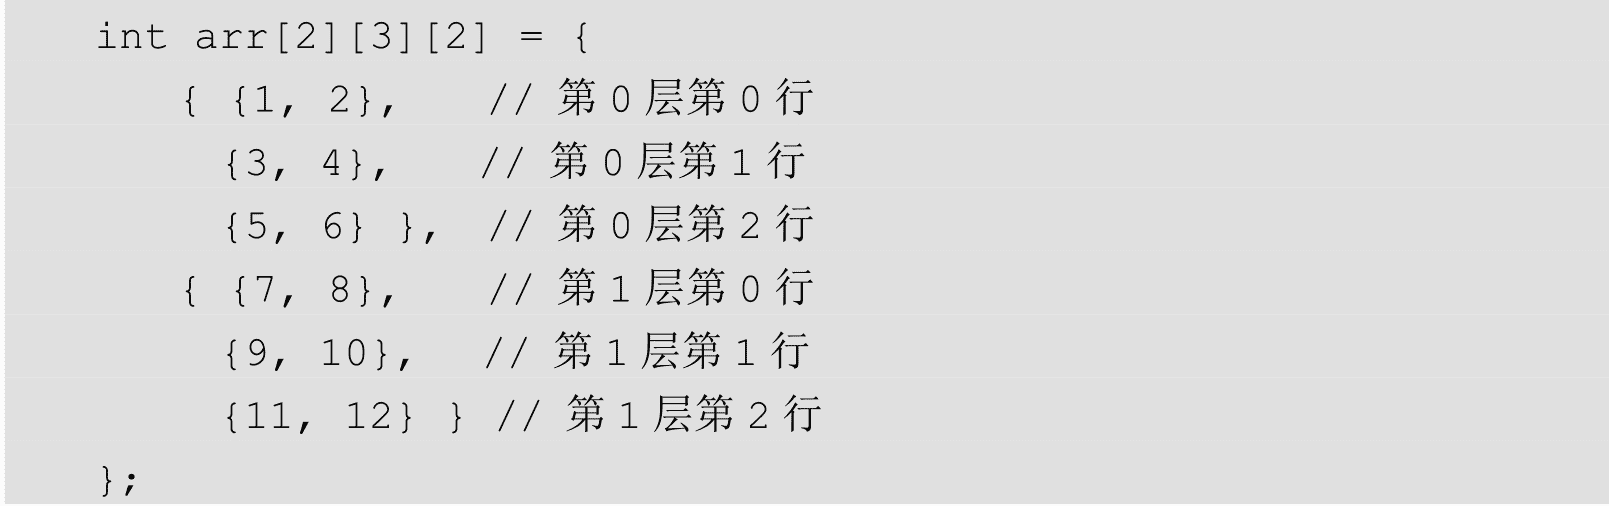 int arr[2][3][2] = {
    { {1, 2},    // 第0层第0行
      {3, 4},    // 第0层第1行
      {5, 6} },  // 第0层第2行
    { {7, 8},    // 第1层第0行
      {9, 10},   // 第1层第1行
      {11, 12} } // 第1层第2行
};